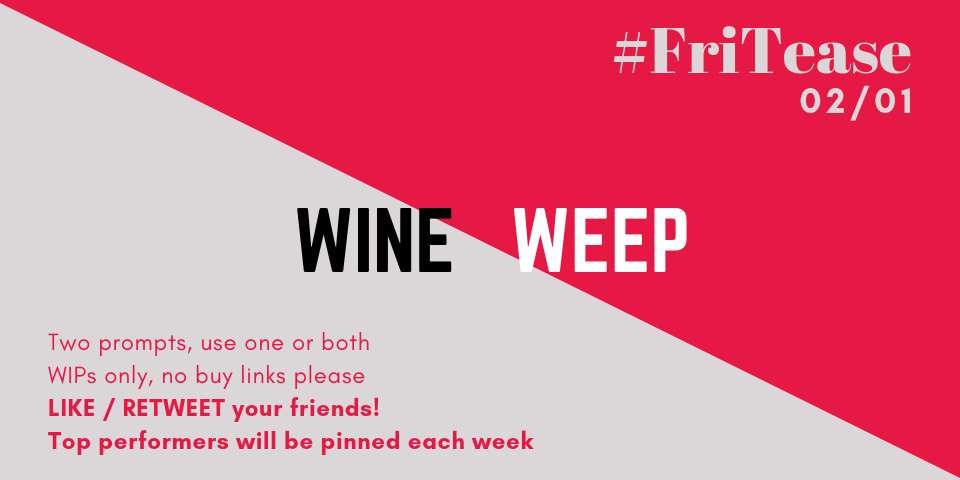 #FriTease
02/01
WINE WEEP
Two prompts, use one or both
WIPs only, no buy links please
LIKE / RETWEET your friends!
Top performers will be pinned each week